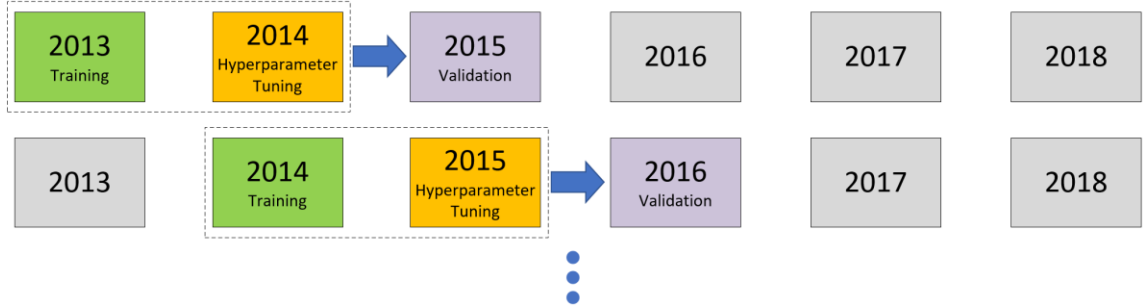 2013
Training
2014
Hyperparameter
Tuning
2015
Validation
2016
2017
2018
2013
2014
Training
2015
Hyperparameter
Tuning
2016
Validation
2017
2018